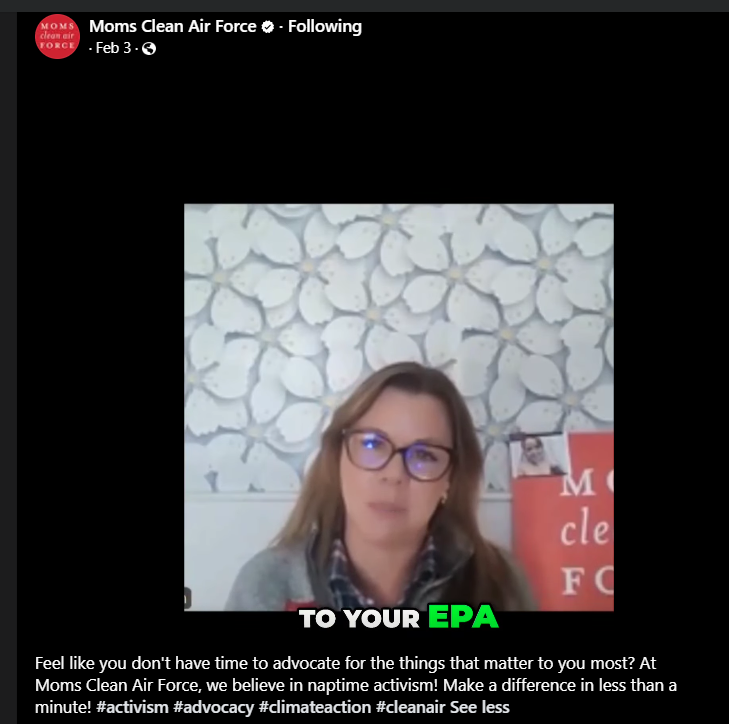 MOMS
clean air
FORCE
Moms Clean Air Force · Following
· Feb 3 ·
M
cle
FO
TO YOUR EPA
Feel like you don't have time to advocate for the things that matter to you most? At
Moms Clean Air Force, we believe in naptime activism! Make a difference in less than a
minute! #activism #advocacy #climateaction #cleanair See less